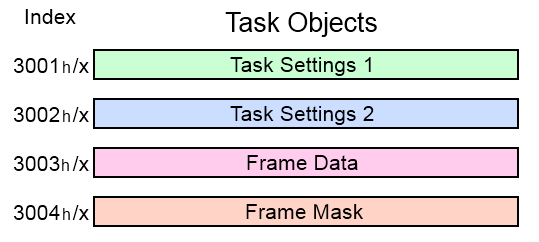 Index
Task Objects
3001h/x Task Settings 1
3002h/x Task Settings 2
3003h/x Frame Data
3004h/x Frame Mask